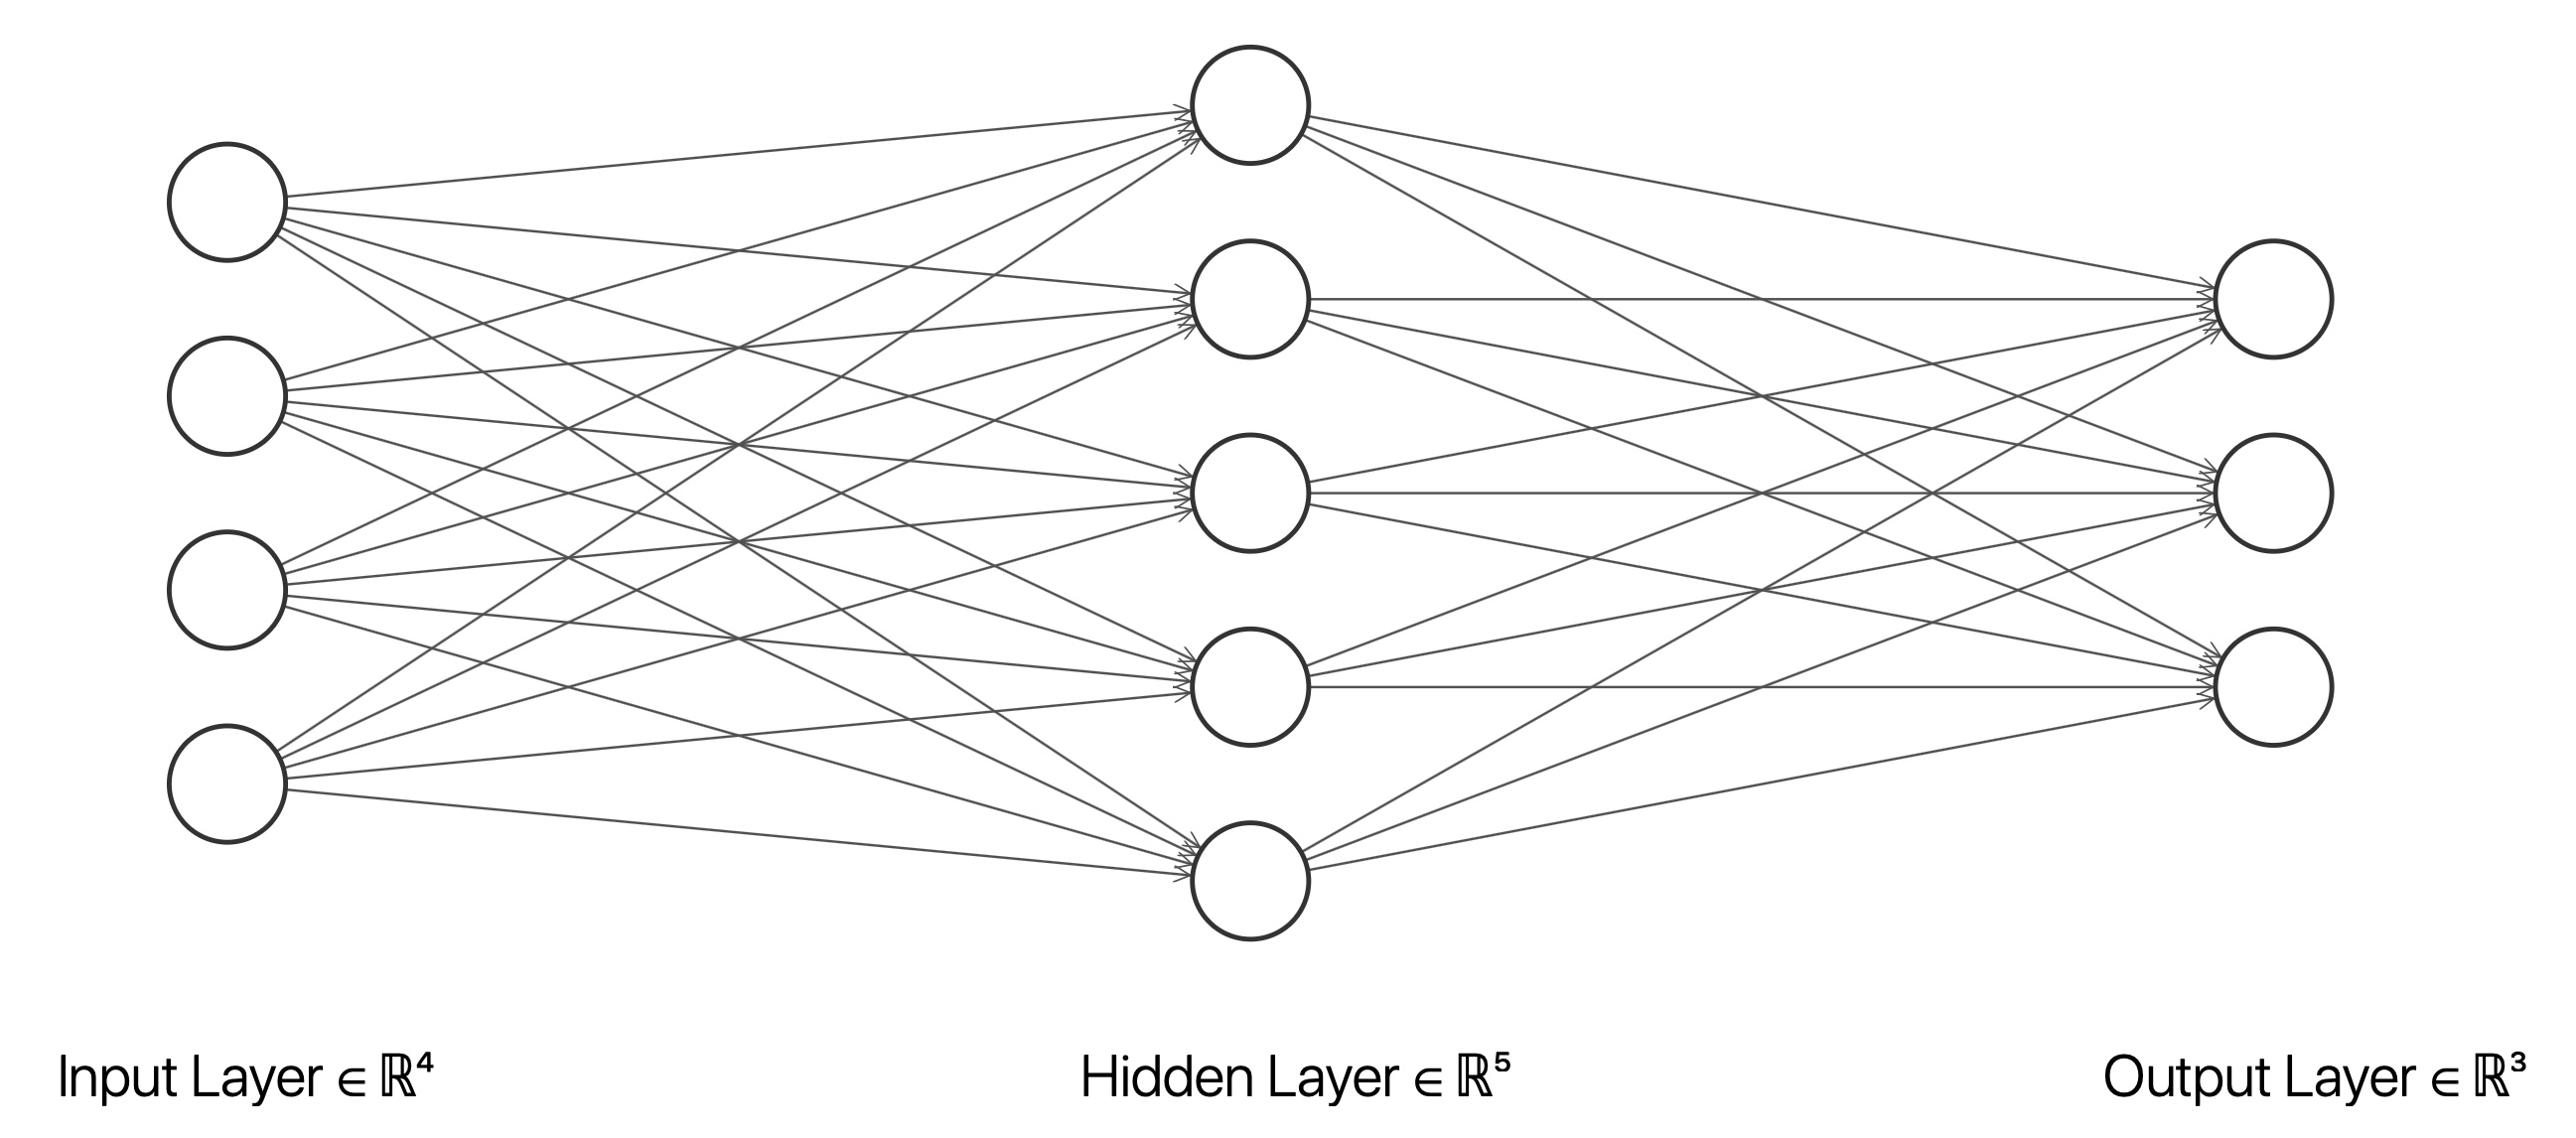 Input Layer ∈ ℝ⁴
Hidden Layer ∈ ℝ⁵
Output Layer ∈ ℝ³